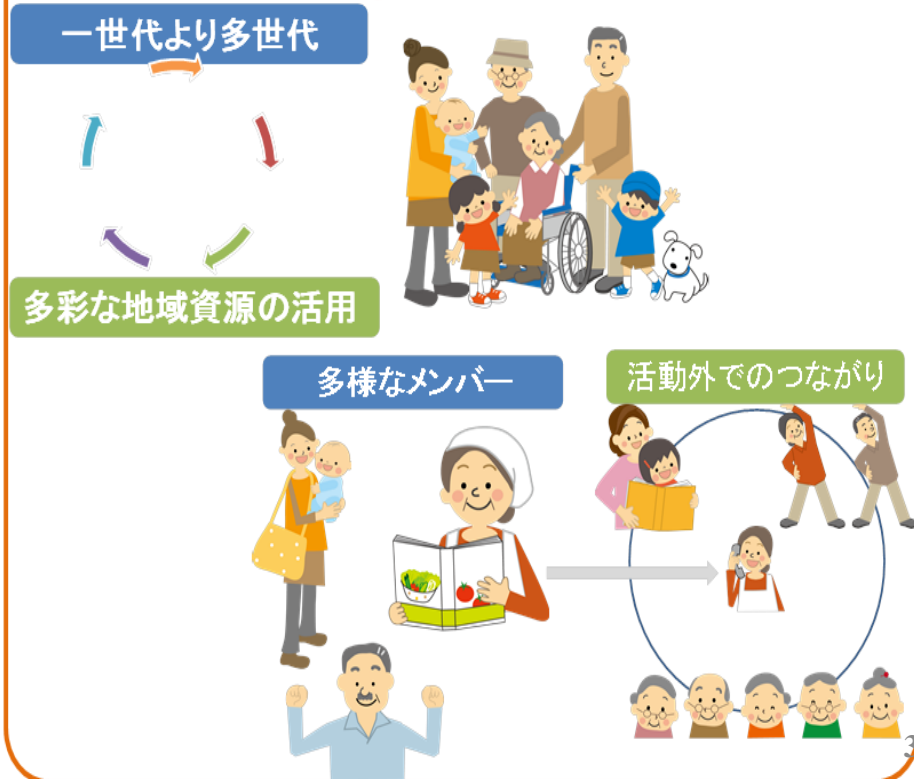 一世代より多世代
多彩な地域資源の活用
多様なメンバー
活動外でのつながり
3